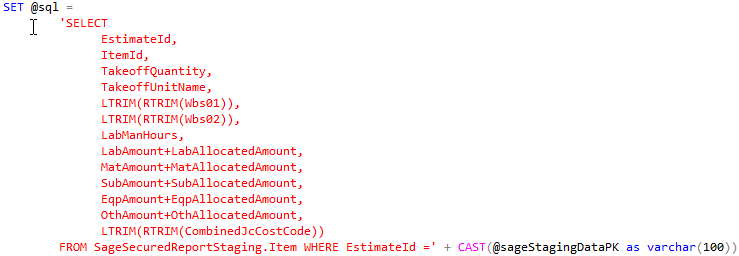 SET @sql =
'SELECT
EstimateId,
ItemId,
TakeoffQuantity,
TakeoffUnitName,
LTRIM(RTRIM(Wbs01)),
LTRIM(RTRIM(Wbs02)),
LabManHours,
LabAmount+LabAllocatedAmount,
MatAmount+MatAllocatedAmount,
SubAmount+SubAllocatedAmount,
EqpAmount+EqpAllocatedAmount,
OthAmount+OthAllocatedAmount,
LTRIM(RTRIM(CombinedJcCostCode))
FROM SageSecuredReportStaging.Item WHERE EstimateId =' + CAST(@sageStagingDataPK as varchar(100))